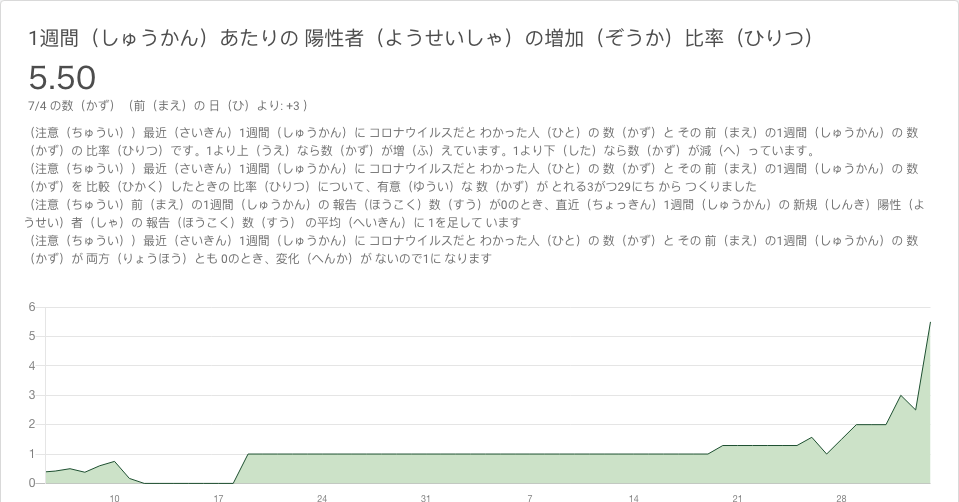 1週間（しゅうかん）あたりの 陽性者（ようせいしゃ）の増加（ぞうか）比率（ひりつ）
5.50
7/4 の数（かず）（前（まえ）の 日（ひ）より: +3 ）
（注意（ちゅうい））最近（さいきん）1週間（しゅうかん）に コロナウイルスだと わかった人（ひと）の 数（かず）と その 前（まえ）の1週間（しゅうかん）の 数
（かず）の 比率（ひりつ）です。1より上（うえ）なら数（かず）が増（ふ）えています。1より下（した）なら数（かず）が減（へ）っています。
（注意（ちゅうい））最近（さいきん）1週間（しゅうかん）に コロナウイルスだと わかった人（ひと）の 数（かず）と その 前（まえ）の1週間（しゅうかん）の 数
（かず）を 比較（ひかく）したときの 比率（ひりつ）について、有意（ゆうい）な 数（かず）が とれる3がつ29にち から つくりました
（注意（ちゅうい）前（まえ）の1週間（しゅうかん）の 報告（ほうこく）数（すう）が0のとき、直近（ちょっきん）1週間（しゅうかん）の 新規（しんき）陽性（よ
うせい）者（しゃ）の 報告（ほうこく）数（すう） の平均（へいきん）に 1を足して います
（注意（ちゅうい））最近（さいきん）1週間（しゅうかん）に コロナウイルスだと わかった人（ひと）の 数（かず）と その 前（まえ）の1週間（しゅうかん）の 数
（かず）が 両方（りょうほう）とも 0のとき、変化（へんか）が ないので1に なります
6
5
4
3
2
1
0
10 17 24 31 7 14 21 28